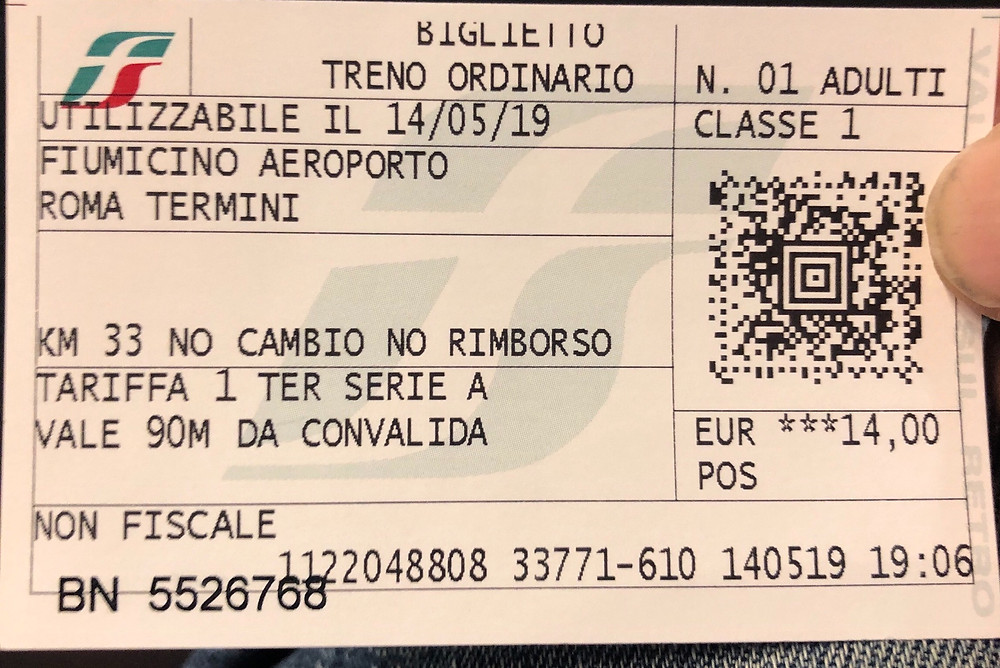 BIGLIETTO
TRENO ORDINARIO
N. 01 ADULTI
UTILIZZABILE IL 14/05/19
CLASSE 1
FIUMICINO AEROPORTO
ROMA TERMINI
KM 33 NO CAMBIO NO RIMBORSO
TARIFFA 1 TER SERIE A
VALE 90M DA CONVALIDA
EUR ***14,00
POS
NON FISCALE
1122048808 33771-610 140519 19:06
BN 5526768
RETRO